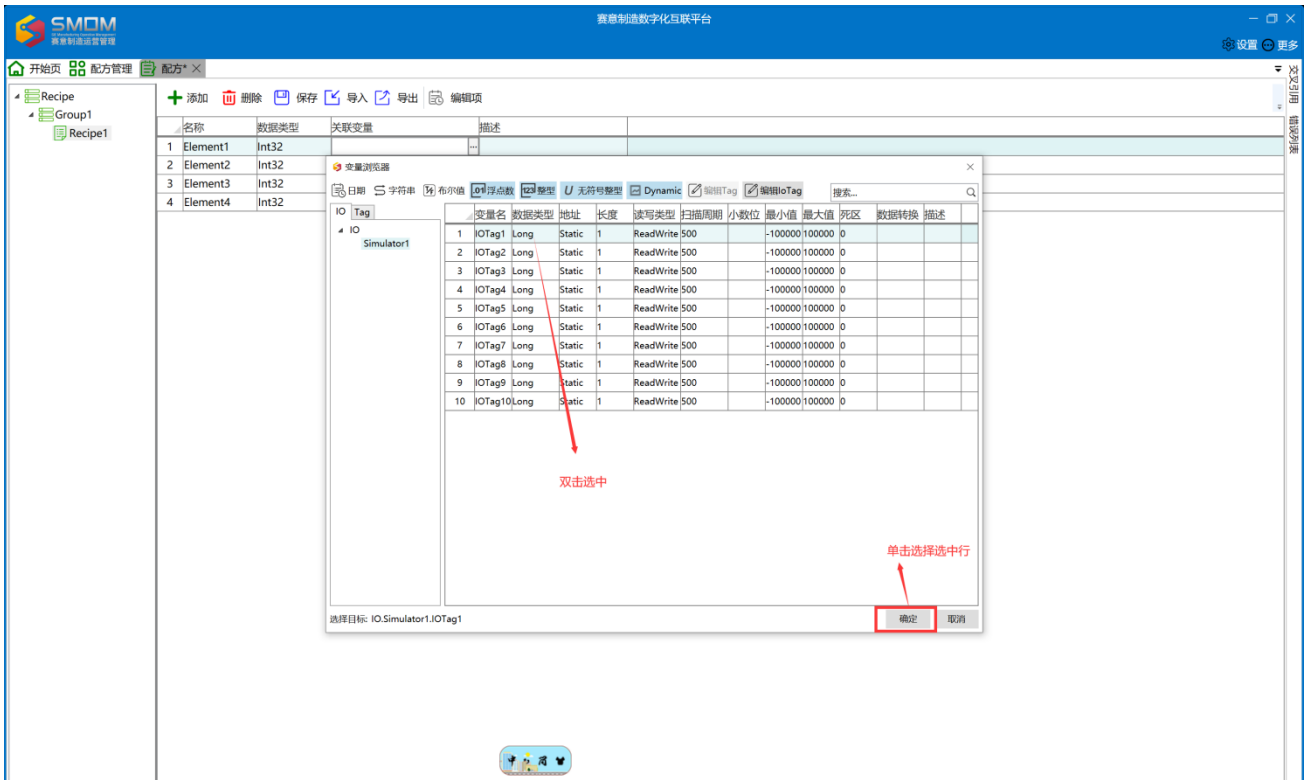 SMOM
赛意制造运营管理
赛意制造数字化互联平台
设置 更多
开始页 配方管理 配方*
交叉引用
错误列表
Recipe
Group1
Recipe1
添加 删除 保存 导入 导出 编辑项
名称 数据类型 关联变量 描述
1 Element1 Int32 ...
2 Element2 Int32
3 Element3 Int32
4 Element4 Int32
变量浏览器
日期 字符串 布尔值 浮点数 整型 无符号整型 Dynamic 编辑Tag 编辑IoTag 搜索...
IO Tag
IO
Simulator1
变量名 数据类型 地址 长度 读写类型 扫描周期 小数位 最小值 最大值 死区 数据转换 描述
1 IOTag1 Long Static 1 ReadWrite 500 -100000 100000 0
2 IOTag2 Long Static 1 ReadWrite 500 -100000 100000 0
3 IOTag3 Long Static 1 ReadWrite 500 -100000 100000 0
4 IOTag4 Long Static 1 ReadWrite 500 -100000 100000 0
5 IOTag5 Long Static 1 ReadWrite 500 -100000 100000 0
6 IOTag6 Long Static 1 ReadWrite 500 -100000 100000 0
7 IOTag7 Long Static 1 ReadWrite 500 -100000 100000 0
8 IOTag8 Long Static 1 ReadWrite 500 -100000 100000 0
9 IOTag9 Long Static 1 ReadWrite 500 -100000 100000 0
10 IOTag10 Long Static 1 ReadWrite 500 -100000 100000 0
双击选中
单击选择选中行
选择目标: IO.Simulator1.IOTag1
确定 取消